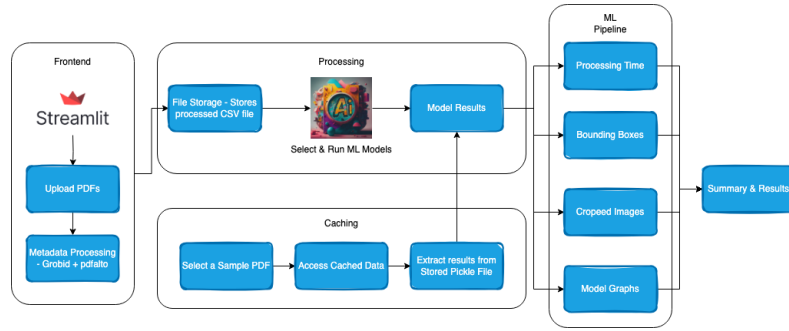 Frontend
Streamlit
Upload PDFs
Metadata Processing
- Grobid + pdfalto
Processing
File Storage - Stores
processed CSV file
Ai
Select & Run ML Models
Model Results
Caching
Select a Sample PDF
Access Cached Data
Extract results from
Stored Pickle File
ML
Pipeline
Processing Time
Bounding Boxes
Cropeed Images
Model Graphs
Summary & Results